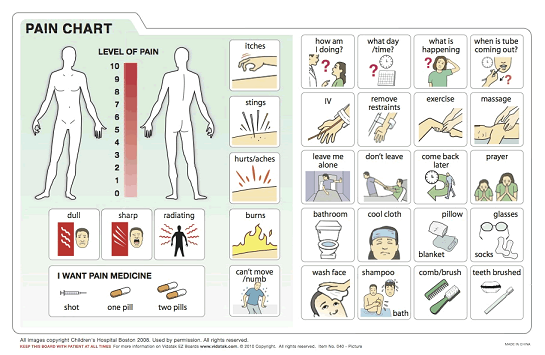 PAIN CHART
LEVEL OF PAIN
10
9
8
7
6
5
4
3
2
1
0
dull
sharp
radiating
I WANT PAIN MEDICINE
shot
one pill
two pills
itches
stings
hurts/aches
burns
can't move
/numb
how am
I doing?
what day
/time?
what is
happening
when is tube
coming out?
?
?
?
?
IV
remove
restraints
exercise
massage
leave me
alone
don't leave
come back
later
prayer
bathroom
cool cloth
pillow
blanket
glasses
socks
wash face
shampoo
bath
comb/brush
teeth brushed
All images copyright Children's Hospital Boston 2006. Used by permission. All rights reserved.
KEEP THIS BOARD WITH PATIENT AT ALL TIMES For more information on Vidatak EZ Boards www.vidatak.com. © 2010 Copyright. All rights reserved. Item No. 040 - Picture
MADE IN CHINA